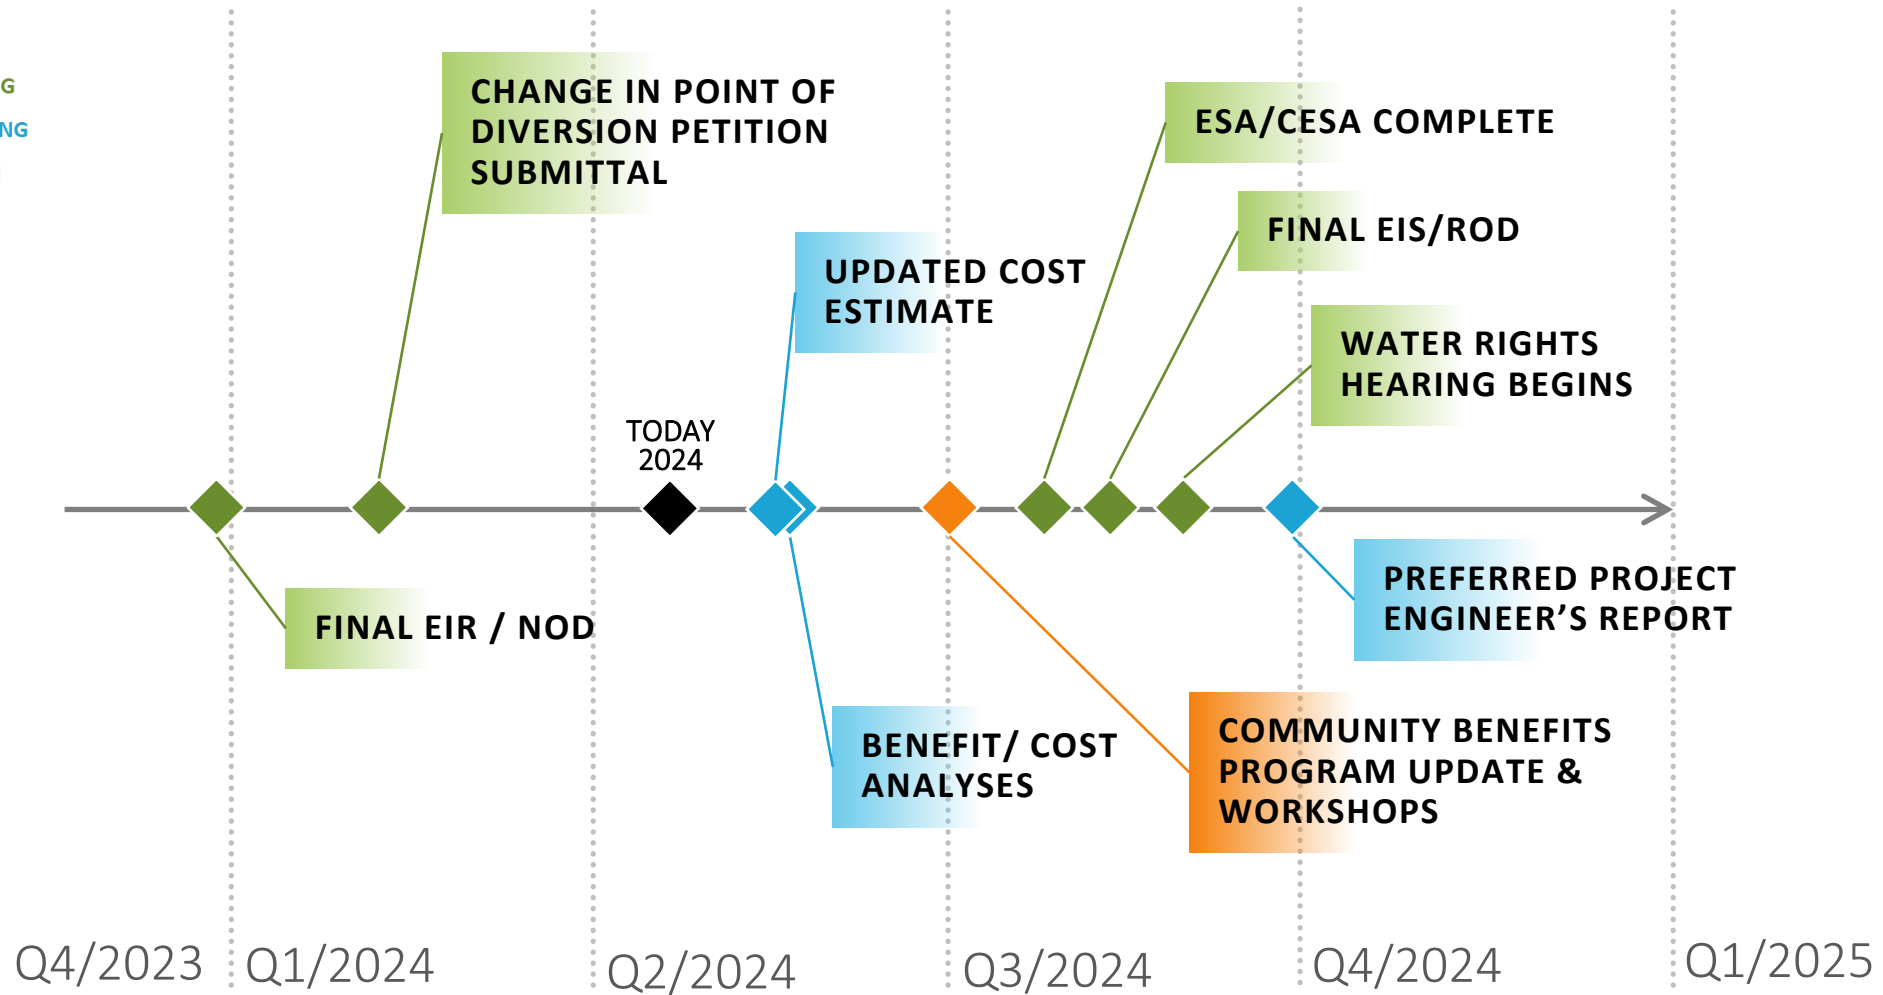 G
NG
CHANGE IN POINT OF
DIVERSION PETITION
SUBMITTAL
ESA/CESA COMPLETE
FINAL EIS/ROD
UPDATED COST
ESTIMATE
WATER RIGHTS
HEARING BEGINS
TODAY
2024
FINAL EIR / NOD
PREFERRED PROJECT
ENGINEER’S REPORT
BENEFIT/ COST
ANALYSES
COMMUNITY BENEFITS
PROGRAM UPDATE &
WORKSHOPS
Q4/2023
Q1/2024
Q2/2024
Q3/2024
Q4/2024
Q1/2025